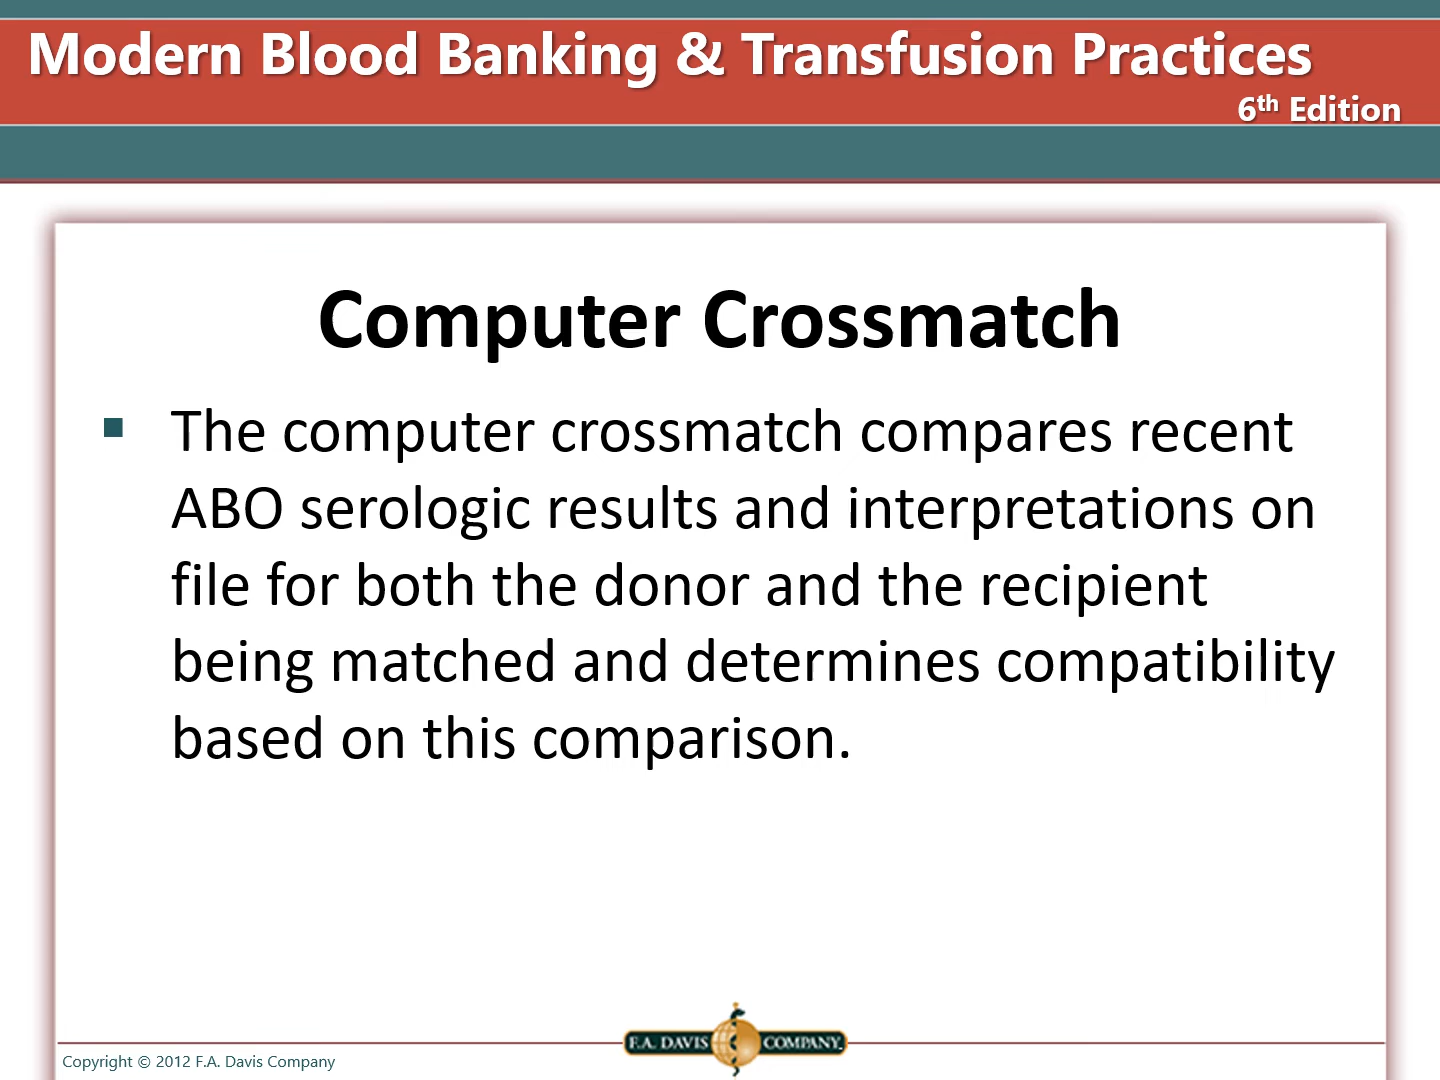 Modern Blood Banking & Transfusion Practices
6th Edition
Computer Crossmatch
▪ The computer crossmatch compares recent
ABO serologic results and interpretations on
file for both the donor and the recipient
being matched and determines compatibility
based on this comparison.
F.A. DAVIS COMPANY
Copyright © 2012 F.A. Davis Company